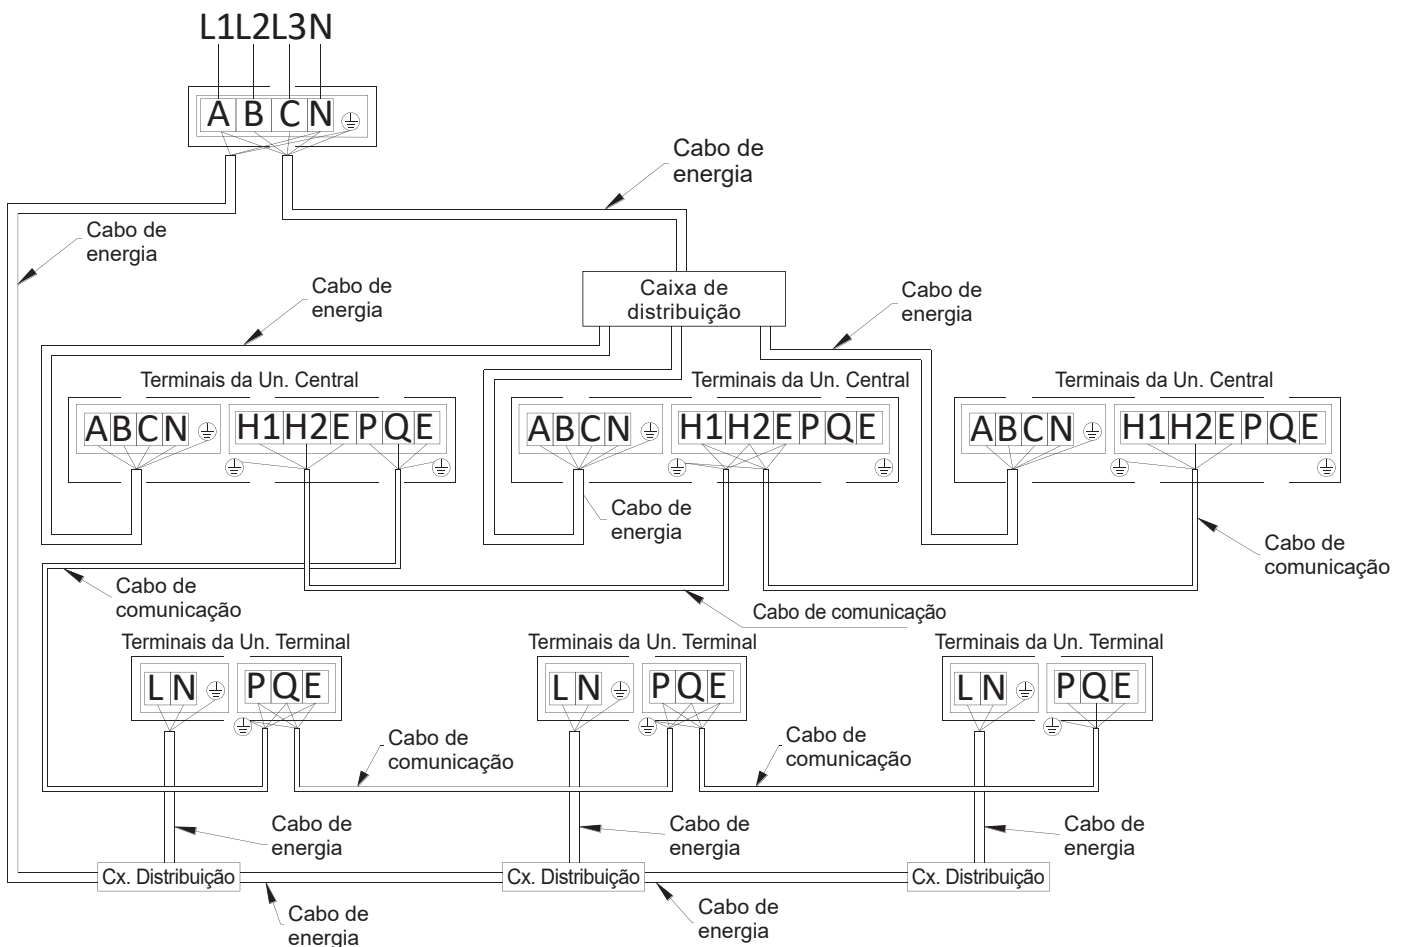 L1L2L3N
A B C N
Cabo de
energia
Cabo de
energia
Caixa de
distribuição
Cabo de
energia
Cabo de
energia
Terminais da Un. Central
Terminais da Un. Central
Terminais da Un. Central
ABCN
H1H2EPQE
ABCN
H1H2EPQE
ABCN
H1H2EPQE
Cabo de
energia
Cabo de
comunicação
Cabo de
comunicação
Cabo de comunicação
Terminais da Un. Terminal
Terminais da Un. Terminal
Terminais da Un. Terminal
LN
PQE
LN
PQE
LN
PQE
Cabo de
comunicação
Cabo de
comunicação
Cabo de
energia
Cabo de
energia
Cabo de
energia
Cx. Distribuição
Cx. Distribuição
Cx. Distribuição
Cabo de
energia
Cabo de
energia